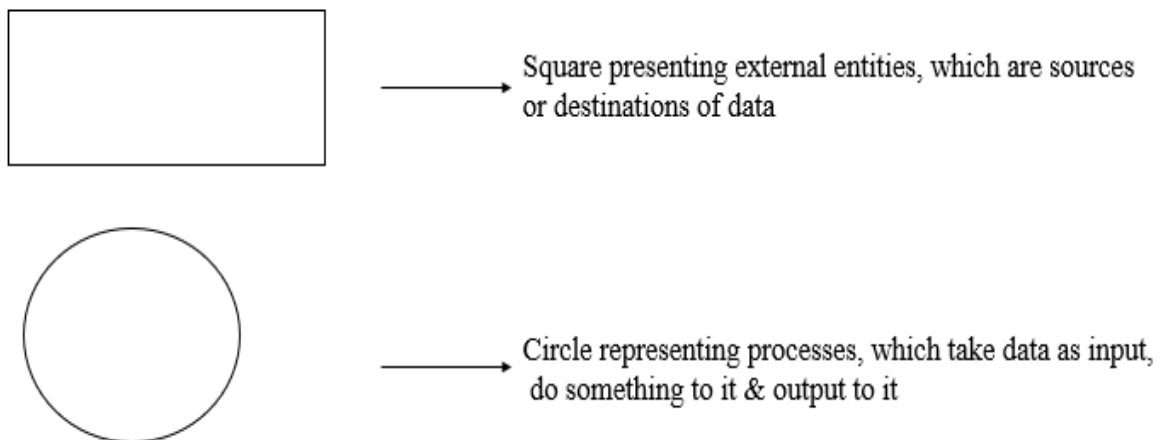 Square presenting external entities, which are sources
or destinations of data
Circle representing processes, which take data as input,
do something to it & output to it